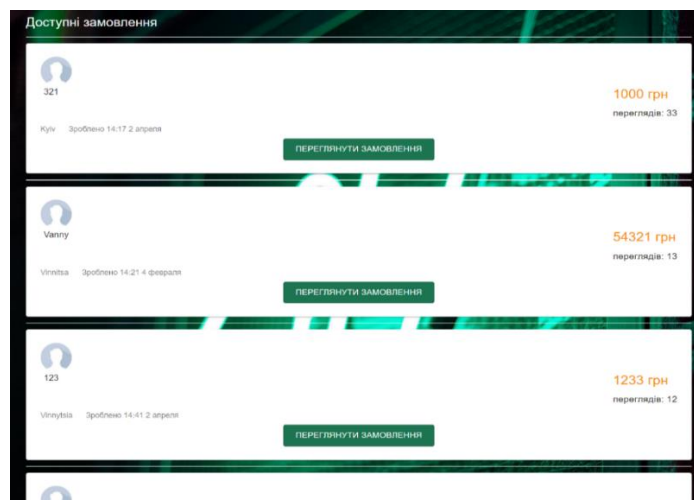 Доступні замовлення
321
1000 грн
переглядів: 33
Kyiv Зроблено 14:17 2 апреля
ПЕРЕГЛЯНУТИ ЗАМОВЛЕННЯ
Vanny
54321 грн
переглядів: 13
Vinnitsa Зроблено 14:21 4 февраля
ПЕРЕГЛЯНУТИ ЗАМОВЛЕННЯ
123
1233 грн
переглядів: 12
Vinnytsia Зроблено 14:41 2 апреля
ПЕРЕГЛЯНУТИ ЗАМОВЛЕННЯ